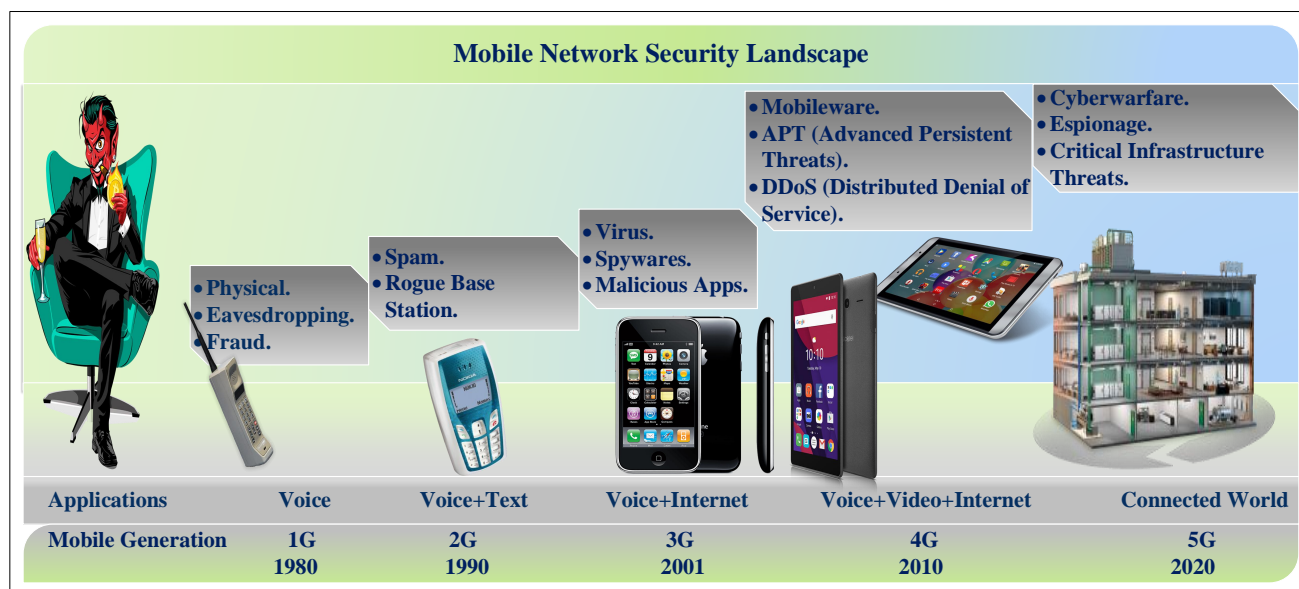 Mobile Network Security Landscape
• Physical.
• Eavesdropping.
• Fraud.
• Spam.
• Rogue Base
Station.
• Virus.
• Spywares.
• Malicious Apps.
• Mobileware.
• APT (Advanced Persistent
Threats).
• DDoS (Distributed Denial of
Service).
• Cyberwarfare.
• Espionage.
• Critical Infrastructure
Threats.
10:10
Applications Voice Voice+Text Voice+Internet Voice+Video+Internet Connected World
Mobile Generation 1G 2G 3G 4G 5G
1980 1990 2001 2010 2020